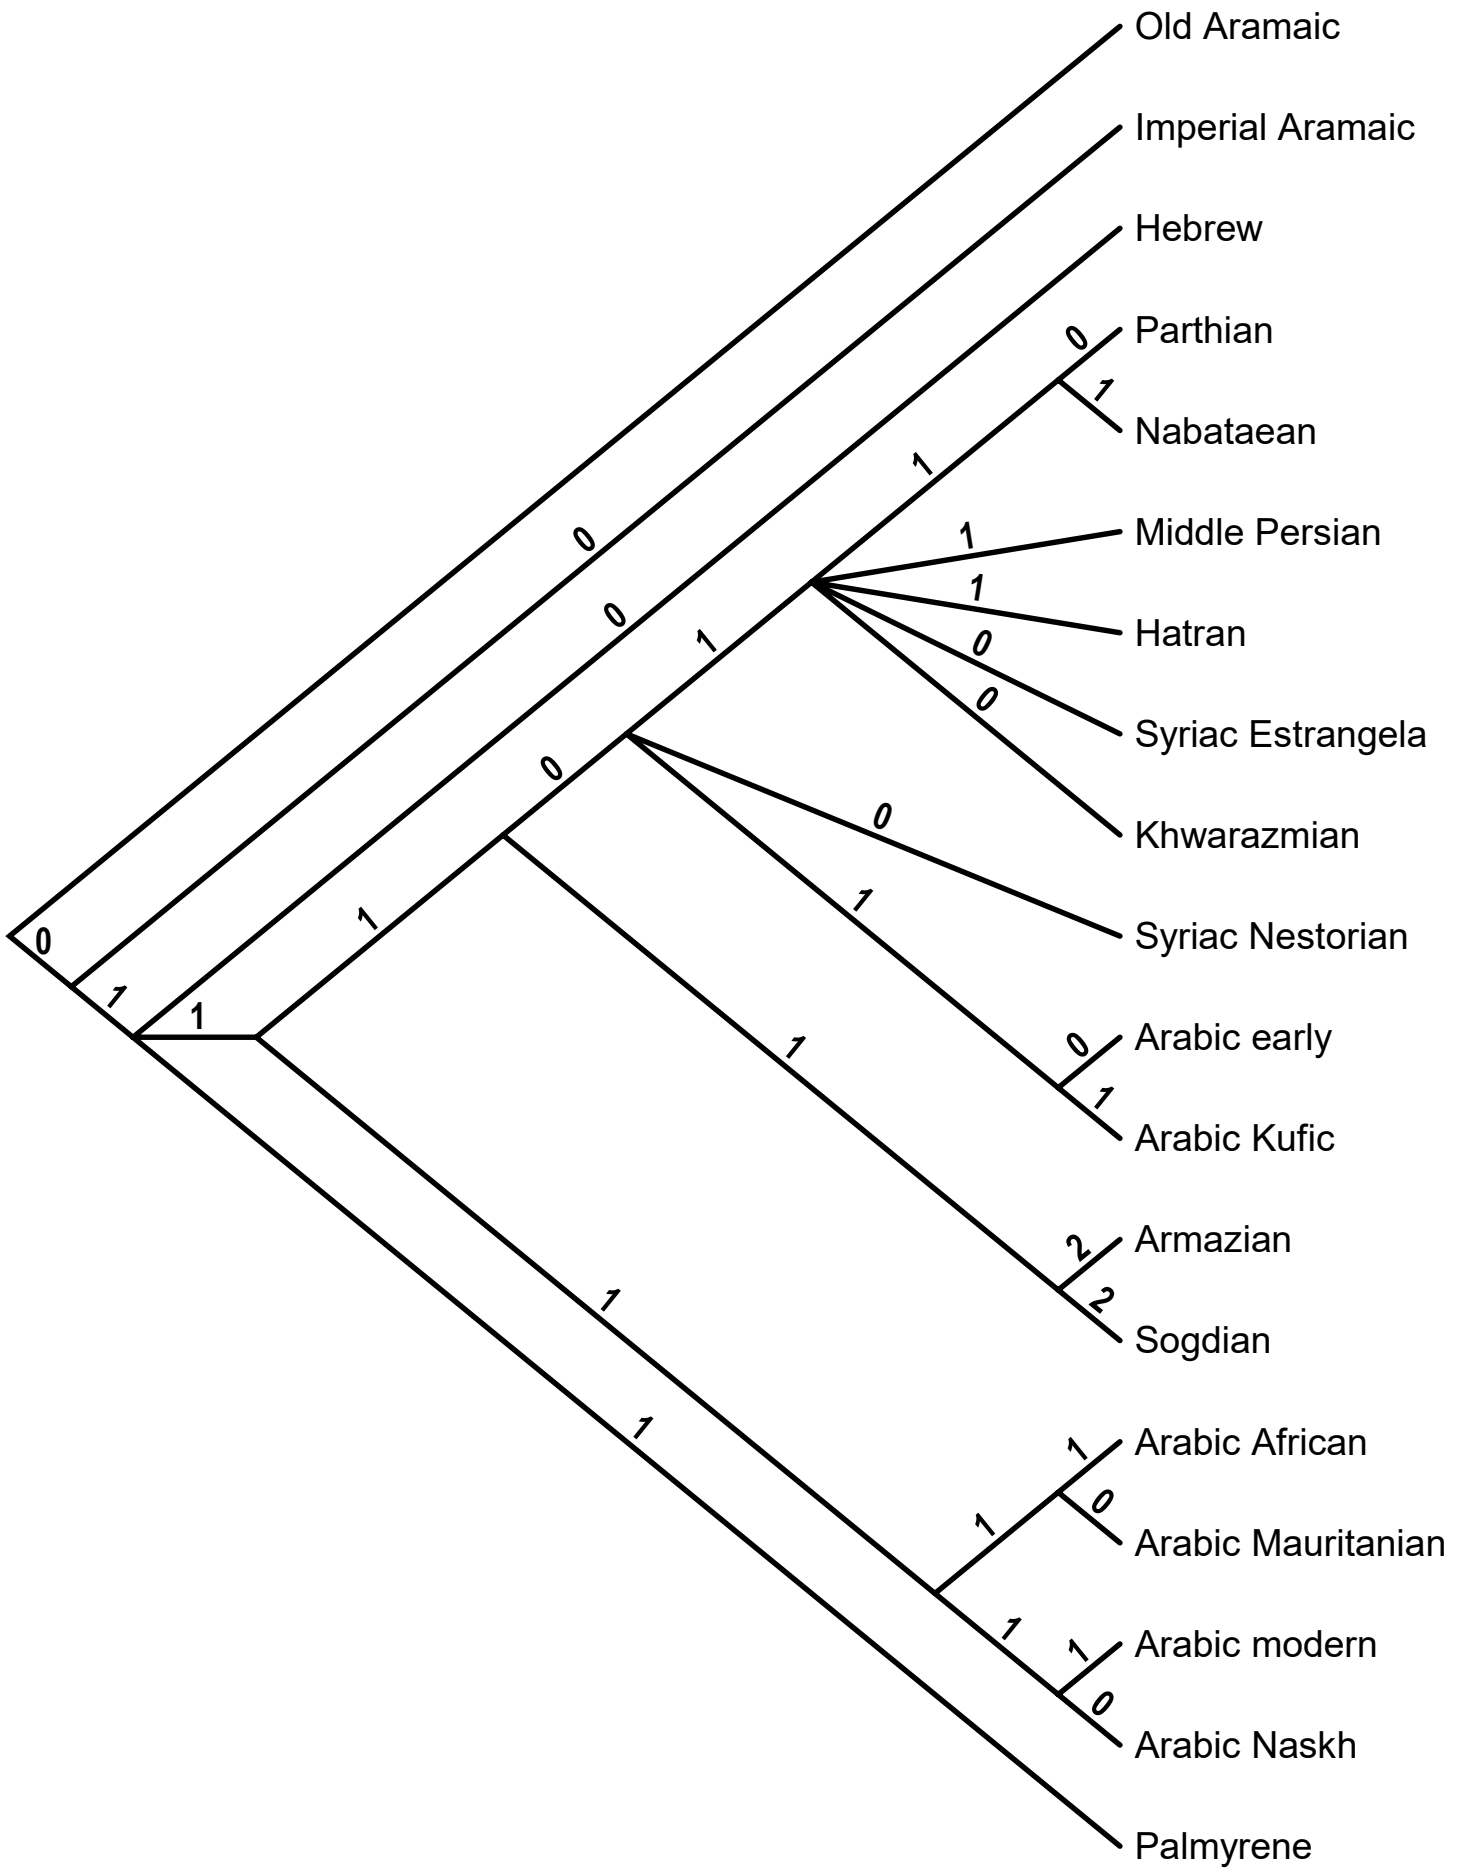 Old Aramaic
Imperial Aramaic
Hebrew
0 Parthian
1 Nabataean
1
1 Middle Persian
0
1 Hatran
0
1
0
0 Syriac Estrangela
0
0 Khwarazmian
1
1
0 Syriac Nestorian
1
1
1
0 Arabic early
1 Arabic Kufic
2 Armazian
1
2 Sogdian
1
1 Arabic African
0
1
Arabic Mauritanian
1
1 Arabic modern
0
Arabic Naskh
Palmyrene